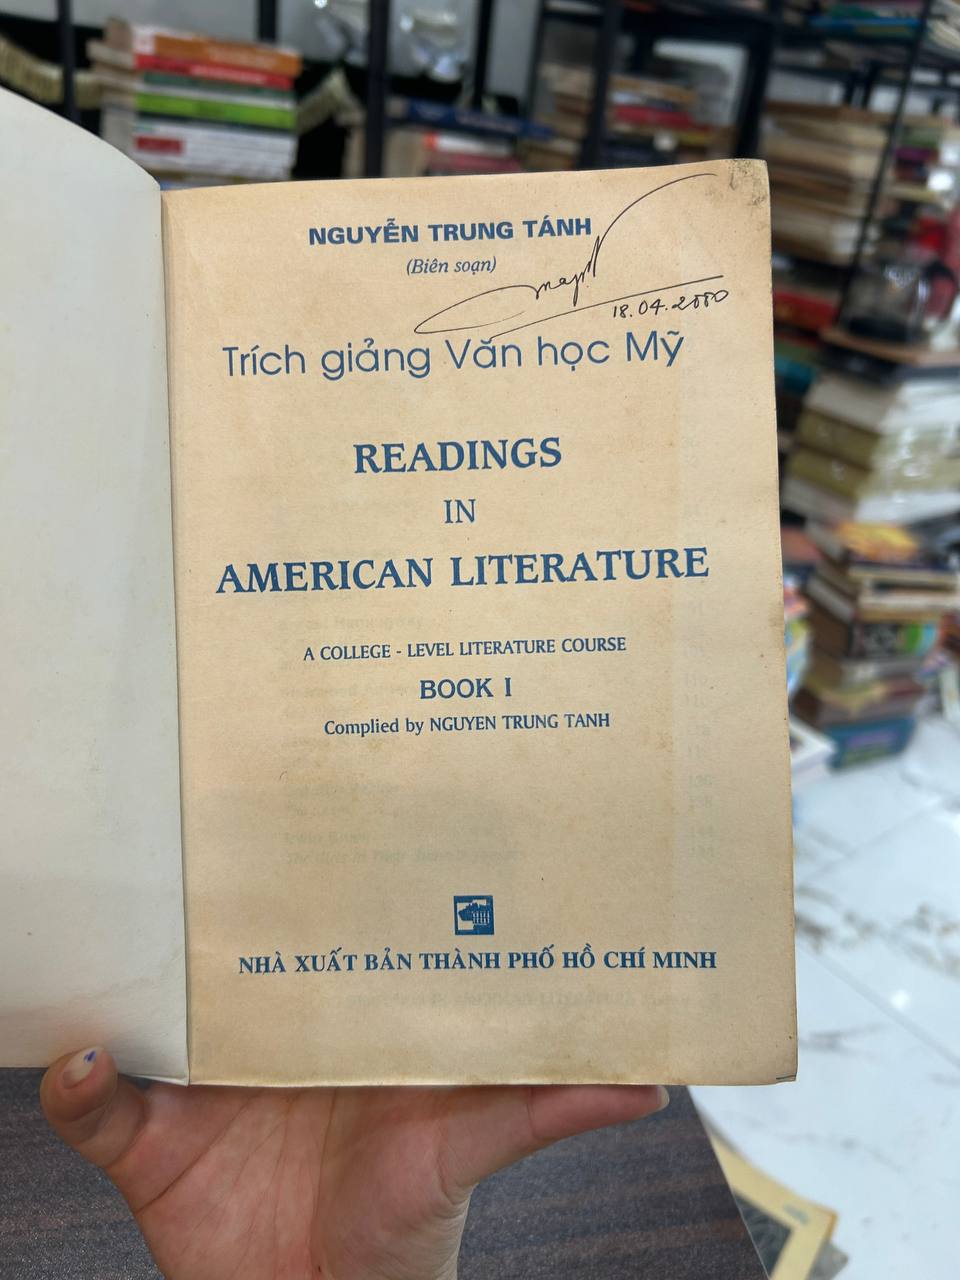 NGUYỄN TRUNG TÁNH
(Biên soạn)
18.04.2000
Trích giảng Văn học Mỹ
READINGS
IN
AMERICAN LITERATURE
A COLLEGE - LEVEL LITERATURE COURSE
BOOK I
Complied by NGUYEN TRUNG TANH
NHÀ XUẤT BẢN THÀNH PHỐ HỒ CHÍ MINH